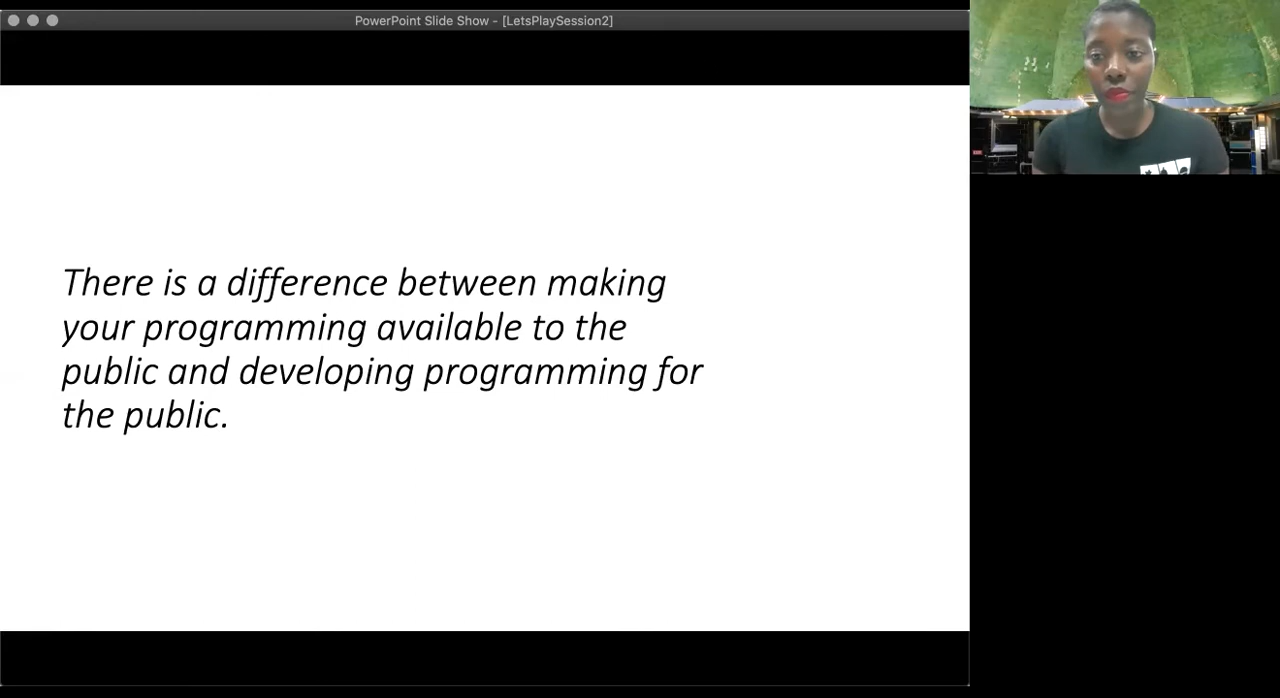 PowerPoint Slide Show - [LetsPlaySession2]
There is a difference between making
your programming available to the
public and developing programming for
the public.